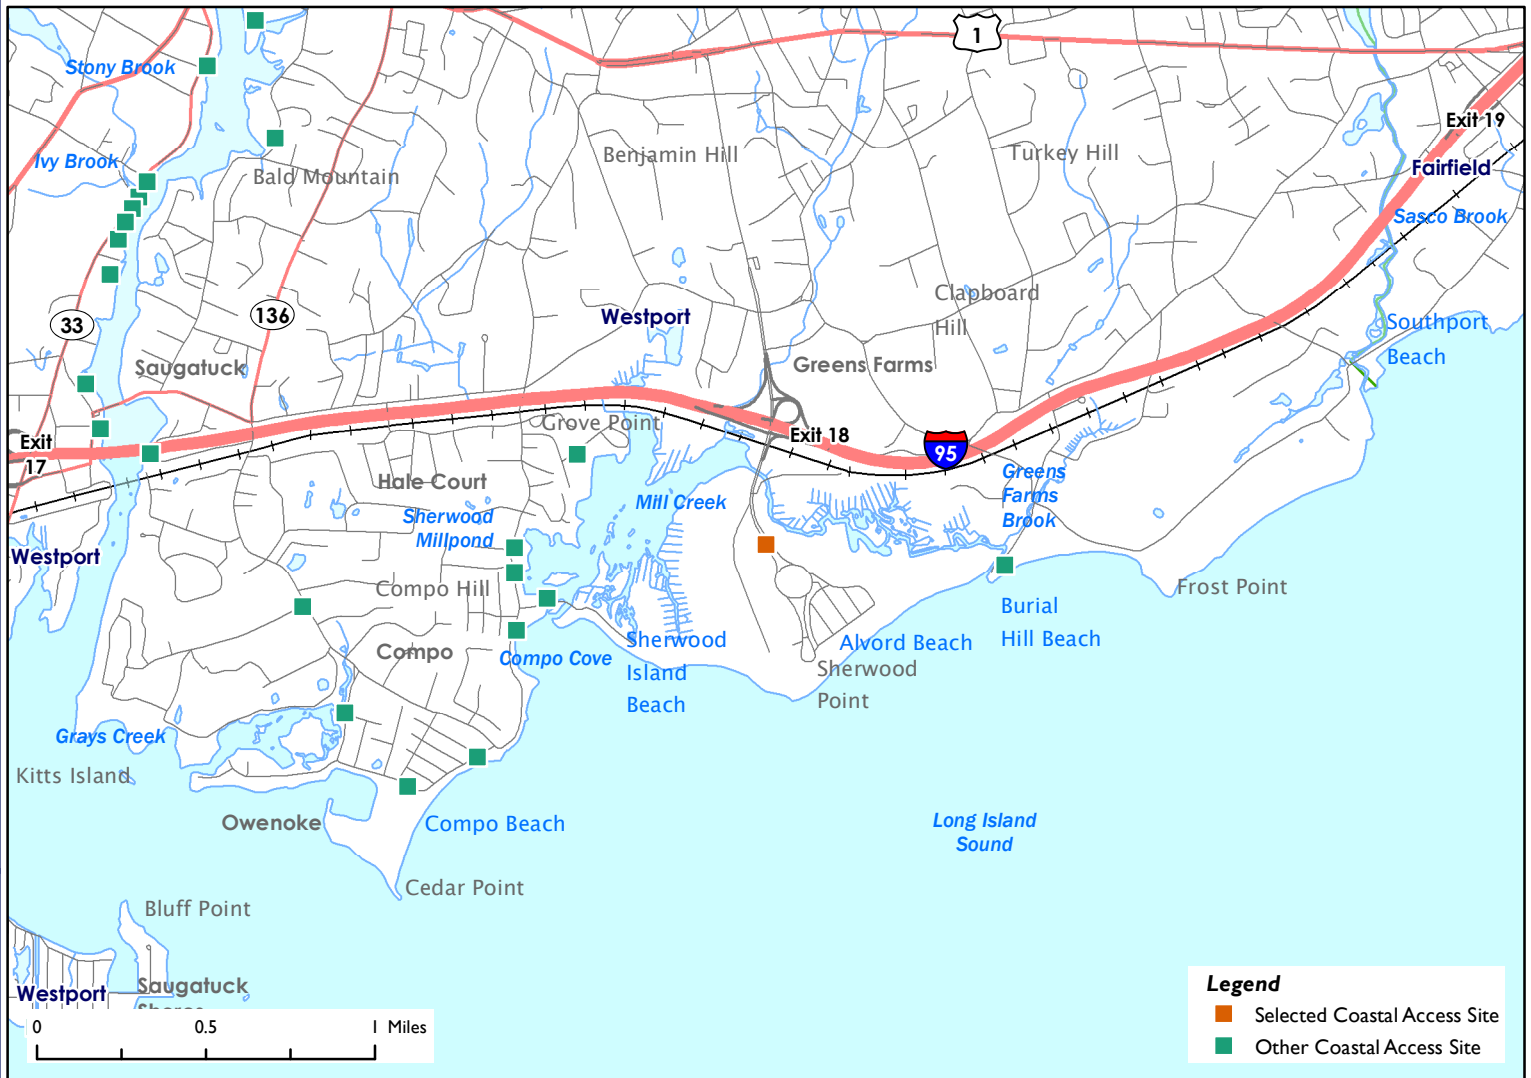 1
Stony Brook
Exit 19
Ivy Brook
Benjamin Hill
Turkey Hill
Fairfield
Bald Mountain
Sasco Brook
Clapboard
Hill
136
33
Westport
Southport
Beach
Saugatuck
Greens Farms
Grove Point
Exit 18
Exit
17
95
Hale Court
Greens
Farms
Brook
Mill Creek
Sherwood
Millpond
Westport
Compo Hill
Frost Point
Burial
Hill Beach
Compo
Compo Cove
Sherwood
Island
Beach
Alvord Beach
Sherwood
Point
Grays Creek
Kitts Island
Owenoke
Compo Beach
Long Island
Sound
Cedar Point
Bluff Point
Saugatuck
Shores
Westport
0 0.5 1 Miles
Legend
Selected Coastal Access Site
Other Coastal Access Site